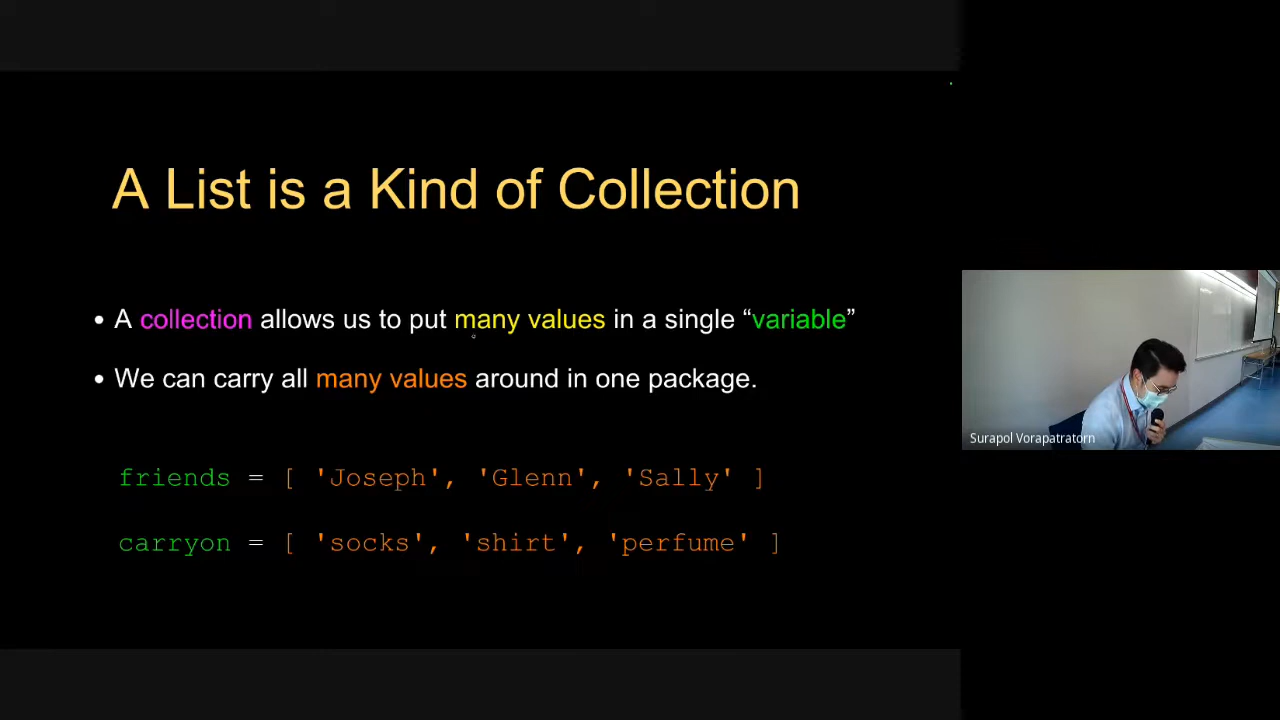 A List is a Kind of Collection
• A collection allows us to put many values in a single “variable”
• We can carry all many values around in one package.
friends = [ 'Joseph', 'Glenn', 'Sally' ]
carryon = [ 'socks', 'shirt', 'perfume' ]
Surapol Vorapatratorn